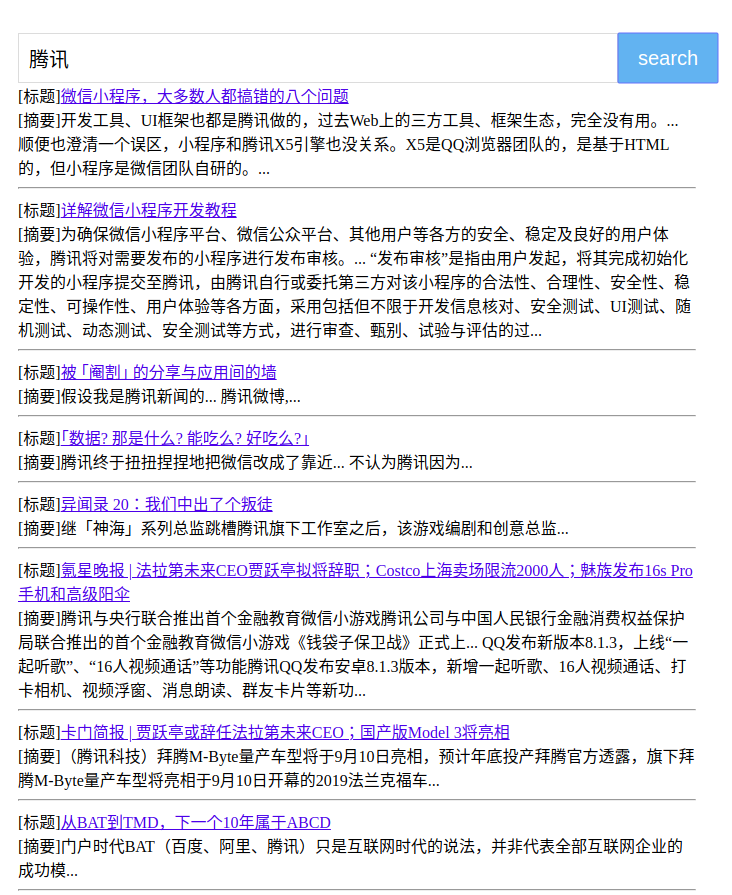 腾讯
search
[标题]微信小程序，大多数人都搞错的八个问题
[摘要]开发工具、UI框架也都是腾讯做的，过去Web上的三方工具、框架生态，完全没有用。...
顺便也澄清一个误区，小程序和腾讯X5引擎也没关系。X5是QQ浏览器团队的，是基于HTML
的，但小程序是微信团队自研的。...
[标题]详解微信小程序开发教程
[摘要]为确保微信小程序平台、微信公众平台、其他用户等各方的安全、稳定及良好的用户体
验，腾讯将对需要发布的小程序进行发布审核。... “发布审核”是指由用户发起，将其完成初始化
开发的小程序提交至腾讯，由腾讯自行或委托第三方对该小程序的合法性、合理性、安全性、稳
定性、可操作性、用户体验等各方面，采用包括但不限于开发信息核对、安全测试、UI测试、随
机测试、动态测试、安全测试等方式，进行审查、甄别、试验与评估的过...
[标题]被「阉割」的分享与应用间的墙
[摘要]假设我是腾讯新闻的... 腾讯微博,...
[标题]「数据? 那是什么? 能吃么? 好吃么?」
[摘要]腾讯终于扭扭捏捏地把微信改成了靠近... 不认为腾讯因为...
[标题]异闻录 20：我们中出了个叛徒
[摘要]继「神海」系列总监跳槽腾讯旗下工作室之后，该游戏编剧和创意总监...
[标题]氪星晚报 | 法拉第未来CEO贾跃亭拟将辞职；Costco上海卖场限流2000人；魅族发布16s Pro
手机和高级阳伞
[摘要]腾讯与央行联合推出首个金融教育微信小游戏腾讯公司与中国人民银行金融消费权益保护
局联合推出的首个金融教育微信小游戏《钱袋子保卫战》正式上... QQ发布新版本8.1.3，上线“一
起听歌”、“16人视频通话”等功能腾讯QQ发布安卓8.1.3版本，新增一起听歌、16人视频通话、打
卡相机、视频浮窗、消息朗读、群友卡片等新功...
[标题]卡门简报 | 贾跃亭或辞任法拉第未来CEO；国产版Model 3将亮相
[摘要]（腾讯科技）拜腾M-Byte量产车型将于9月10日亮相，预计年底投产拜腾官方透露，旗下拜
腾M-Byte量产车型将亮相于9月10日开幕的2019法兰克福车...
[标题]从BAT到TMD，下一个10年属于ABCD
[摘要]门户时代BAT（百度、阿里、腾讯）只是互联网时代的说法，并非代表全部互联网企业的
成功模...